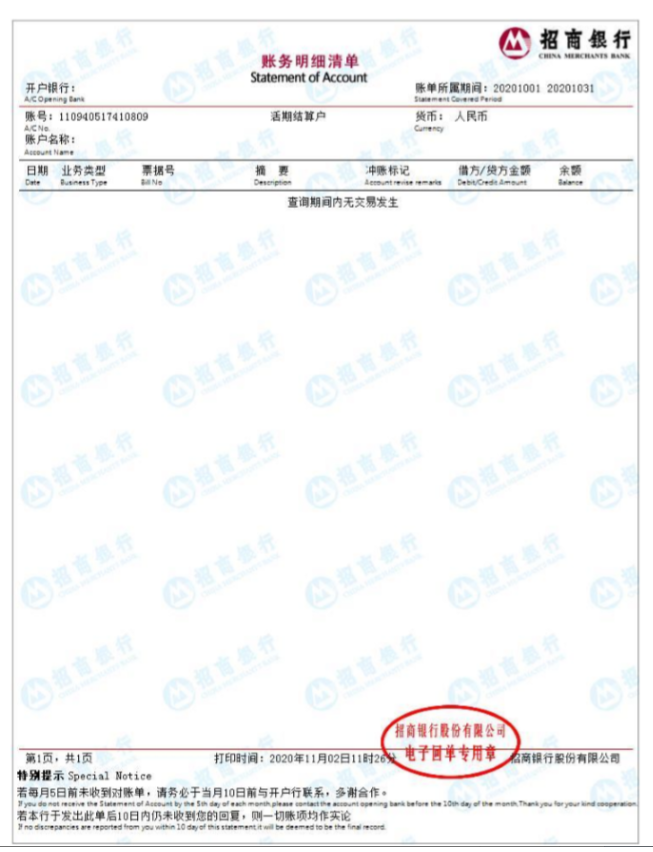 招商银行
CHINA MERCHANTS BANK
账务明细清单
Statement of Account
开户银行：
A/C Opening Bank
账单所属期间：20201001 20201031
Statement Covered Period
账号：110940517410809
A/C No.
活期结算户
货币： 人民币
Currency
账户名称：
Account Name
日期 业务类型 票据号 摘 要 冲账标记 借方/贷方金额 余额
Date Business Type Bill No Description Account revise remarks Debit/Credit Amount Balance
查询期间内无交易发生
招商银行股份有限公司
电子回单专用章
第1页，共1页 打印时间：2020年11月02日11时26分 招商银行股份有限公司
特别提示 Special Notice
若每月5日前未收到对账单，请务必于当月10日前与开户行联系，多谢合作。
If you do not receive the Statement of Account by the 5th day of each month,please contact the account opening bank before the 10th day of the month.Thank you for your kind cooperation
若本行于发出此单后10日内仍未收到您的回复，则一切账项均作实论
If no discrepancies are reported from you within 10 day of this statement,it will be deemed to be the final record.